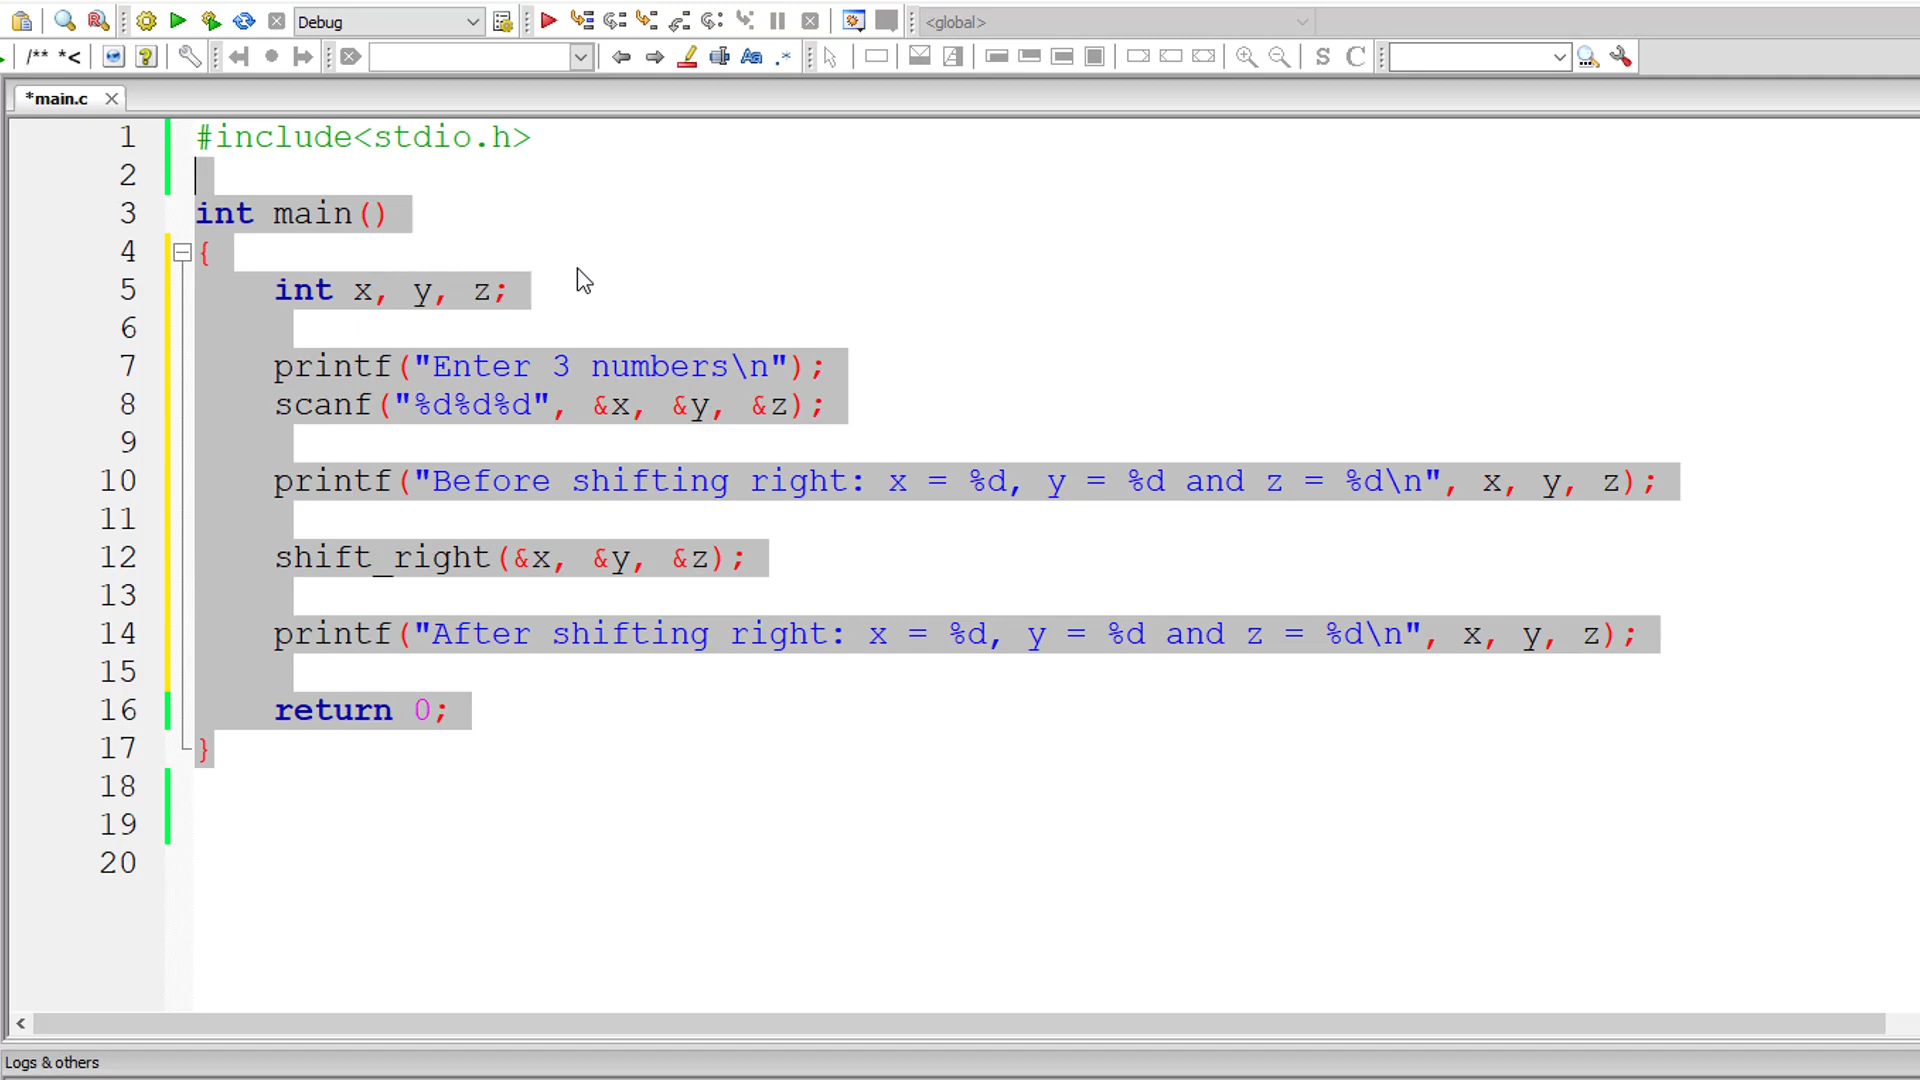 Debug
<global>
/** *<
Aa .* S C
*main.c
1 #include<stdio.h>
2
3 int main()
4 {
5 int x, y, z;
6
7 printf("Enter 3 numbers\n");
8 scanf("%d%d%d", &x, &y, &z);
9
10 printf("Before shifting right: x = %d, y = %d and z = %d\n", x, y, z);
11
12 shift_right(&x, &y, &z);
13
14 printf("After shifting right: x = %d, y = %d and z = %d\n", x, y, z);
15
16 return 0;
17 }
18
19
20
Logs & others